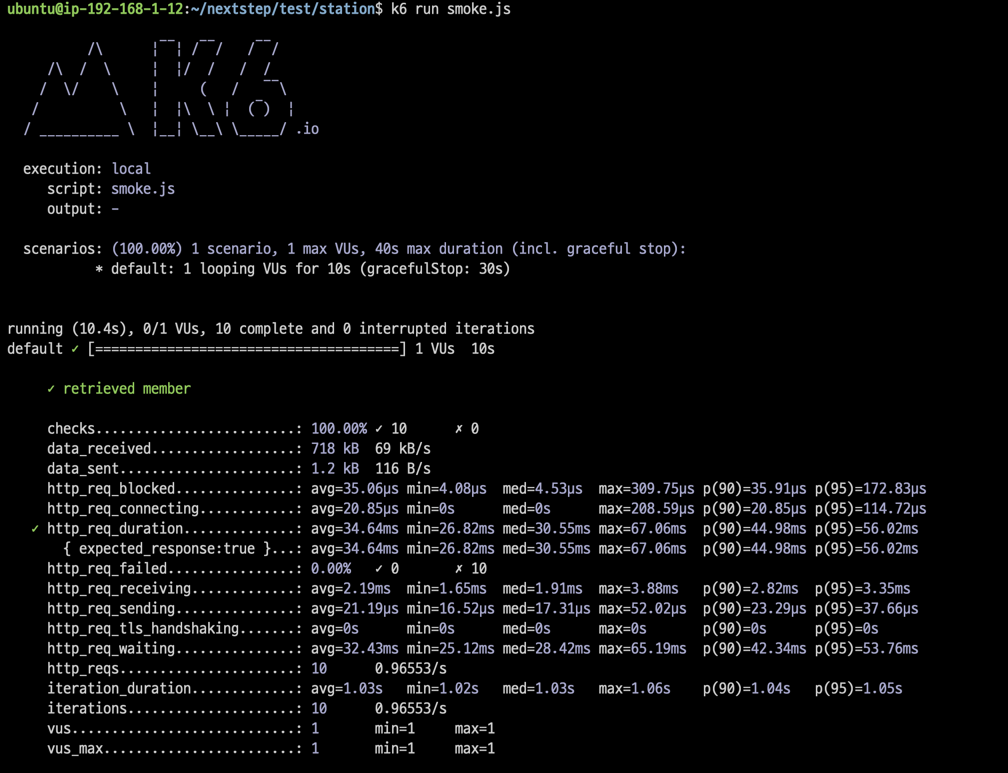 ubuntu@ip-192-168-1-12:~/nextstep/test/station$ k6 run smoke.js
.io
execution: local
script: smoke.js
output: -
scenarios: (100.00%) 1 scenario, 1 max VUs, 40s max duration (incl. graceful stop):
* default: 1 looping VUs for 10s (gracefulStop: 30s)
running (10.4s), 0/1 VUs, 10 complete and 0 interrupted iterations
default ✓ [======================================] 1 VUs  10s
✓ retrieved member
checks.........................: 100.00% ✓ 10      ✗ 0
data_received..................: 718 kB  69 kB/s
data_sent......................: 1.2 kB  116 B/s
http_req_blocked...............: avg=35.06µs min=4.08µs  med=4.53µs  max=309.75µs p(90)=35.91µs p(95)=172.83µs
http_req_connecting............: avg=20.85µs min=0s      med=0s      max=208.59µs p(90)=20.85µs p(95)=114.72µs
✓ http_req_duration..............: avg=34.64ms min=26.82ms med=30.55ms max=67.06ms  p(90)=44.98ms p(95)=56.02ms
{ expected_response:true }...: avg=34.64ms min=26.82ms med=30.55ms max=67.06ms  p(90)=44.98ms p(95)=56.02ms
http_req_failed................: 0.00%   ✓ 0       ✗ 10
http_req_receiving.............: avg=2.19ms  min=1.65ms  med=1.91ms  max=3.88ms   p(90)=2.82ms  p(95)=3.35ms
http_req_sending...............: avg=21.19µs min=16.52µs med=17.31µs max=52.02µs  p(90)=23.29µs p(95)=37.66µs
http_req_tls_handshaking.......: avg=0s      min=0s      med=0s      max=0s       p(90)=0s      p(95)=0s
http_req_waiting...............: avg=32.43ms min=25.12ms med=28.42ms max=65.19ms  p(90)=42.34ms p(95)=53.76ms
http_reqs......................: 10      0.96553/s
iteration_duration.............: avg=1.03s   min=1.02s   med=1.03s   max=1.06s    p(90)=1.04s   p(95)=1.05s
iterations.....................: 10      0.96553/s
vus............................: 1       min=1     max=1
vus_max........................: 1       min=1     max=1